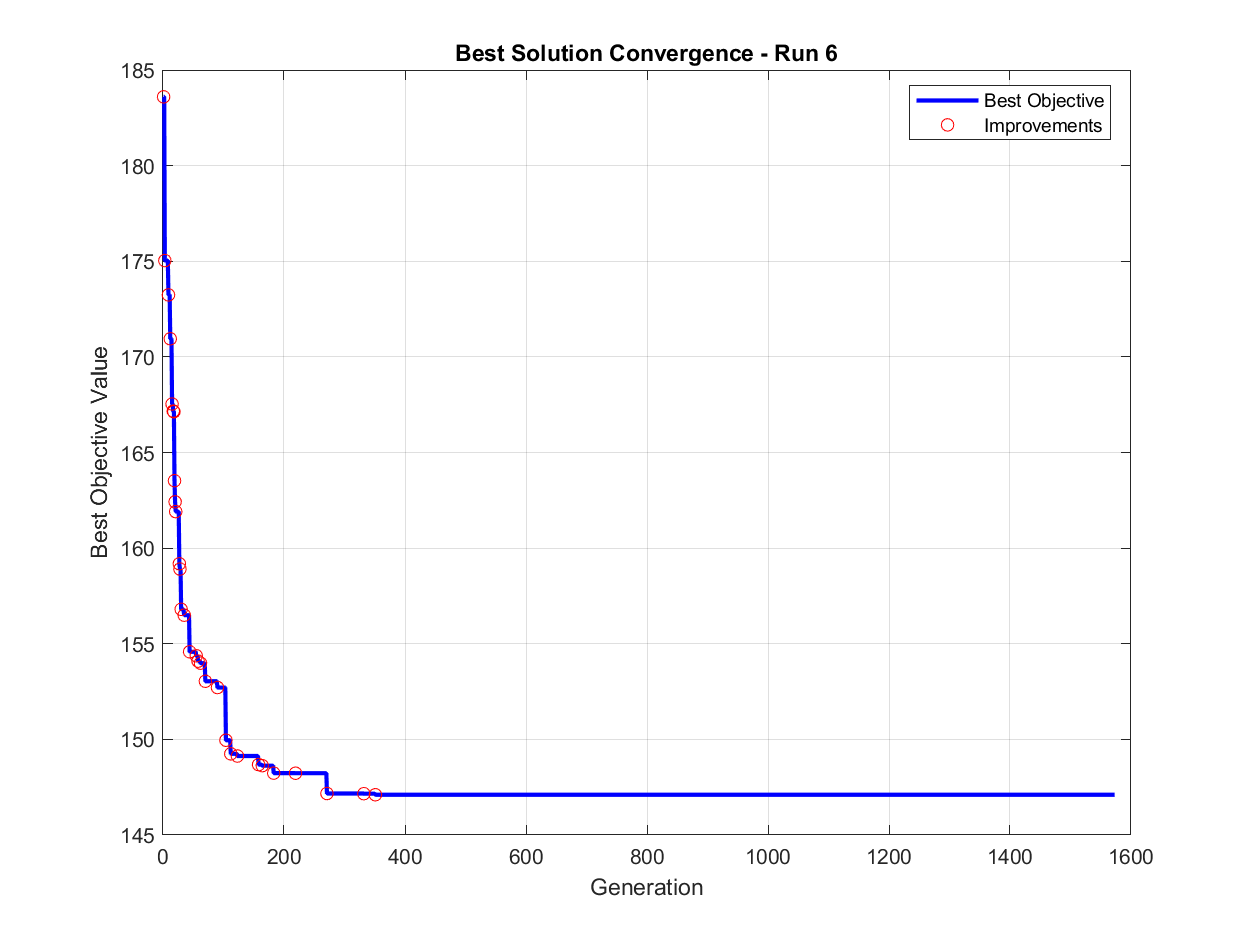 Best Solution Convergence - Run 6
Best Objective
Improvements
185
180
175
170
165
160
155
150
145
Best Objective Value
0 200 400 600 800 1000 1200 1400 1600
Generation